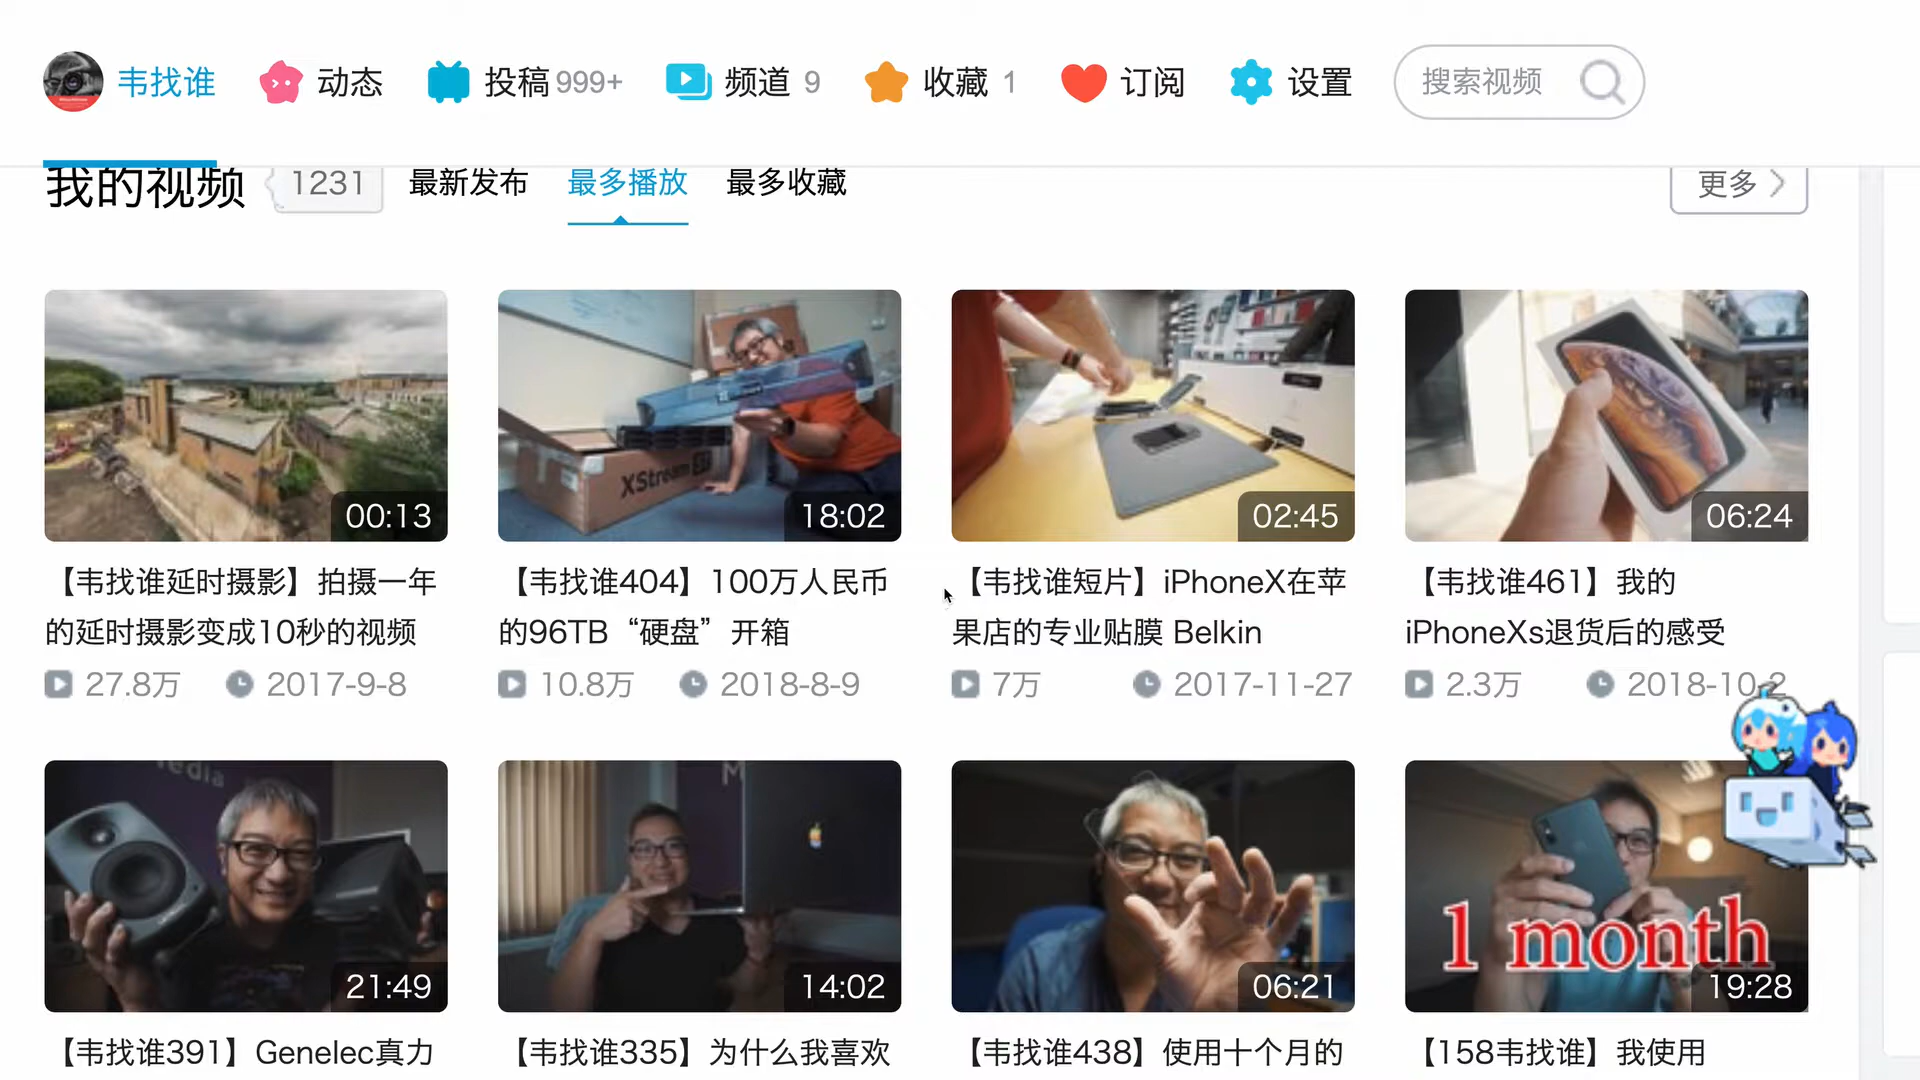 韦找谁 动态 投稿 999+ 频道 9 收藏 1 订阅 设置 搜索视频
我的视频 1231 最新发布 最多播放 最多收藏 更多
XStream
00:13 18:02 02:45 06:24
【韦找谁延时摄影】拍摄一年
的延时摄影变成10秒的视频
27.8万 2017-9-8
【韦找谁404】100万人民币
的96TB“硬盘”开箱
10.8万 2018-8-9
【韦找谁短片】iPhoneX在苹
果店的专业贴膜 Belkin
7万 2017-11-27
【韦找谁461】我的
iPhoneXs退货后的感受
2.3万 2018-10-2
1 month
21:49 14:02 06:21 19:28
【韦找谁391】Genelec真力
【韦找谁335】为什么我喜欢
【韦找谁438】使用十个月的
【158韦找谁】我使用